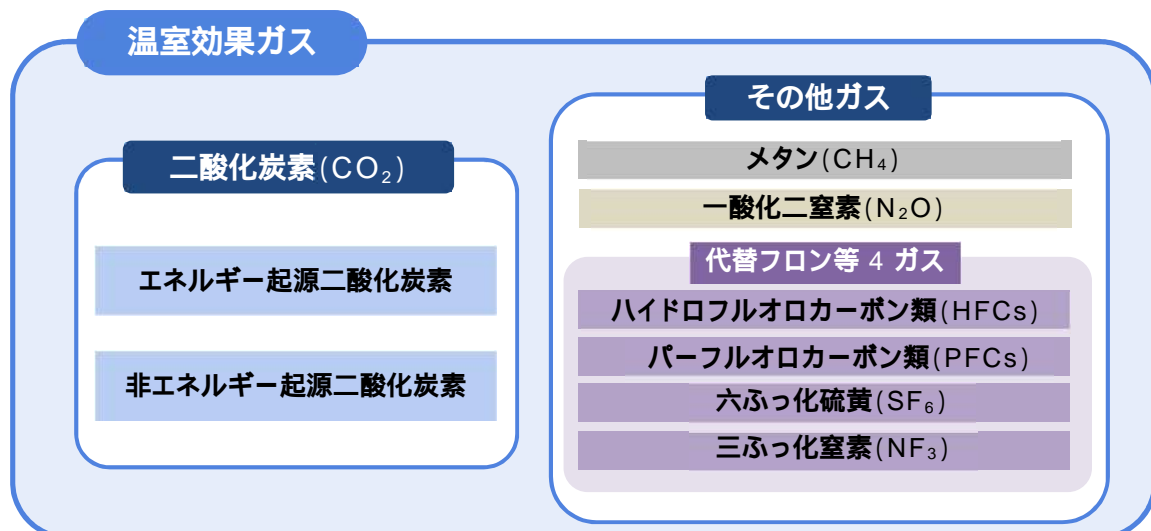 温室効果ガス
二酸化炭素(CO₂)
エネルギー起源二酸化炭素
非エネルギー起源二酸化炭素
その他ガス
メタン(CH₄)
一酸化二窒素(N₂O)
代替フロン等 4 ガス
ハイドロフルオロカーボン類(HFCs)
パーフルオロカーボン類(PFCs)
六ふっ化硫黄(SF₆)
三ふっ化窒素(NF₃)